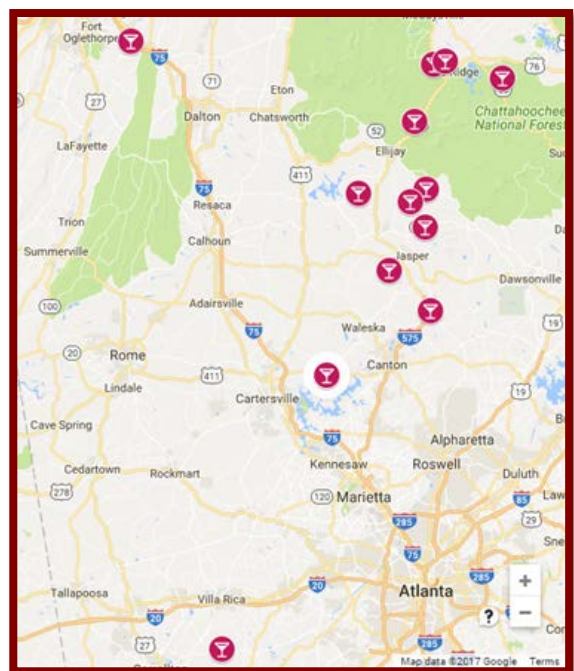 Fort
Oglethorpe
75
76
71
Eton
27
Dalton
Chatsworth
Chattahoochee
National Forest
52
LaFayette
Ellijay
411
75
Resaca
Trion
Calhoun
Summerville
Jasper
Dawsonville
100
Adairsville
Waleska
19
75
575
20
Rome
411
Canton
Lindale
19
Cartersville
Cave Spring
75
Alpharetta
Kennesaw
Roswell
Cedartown
Rockmart
Duluth
278
120
Marietta
85
285
29
75
285
Tallapoosa
20
Atlanta
+
Villa Rica
20
−
?
27
Map data ©2017 Google
Terms